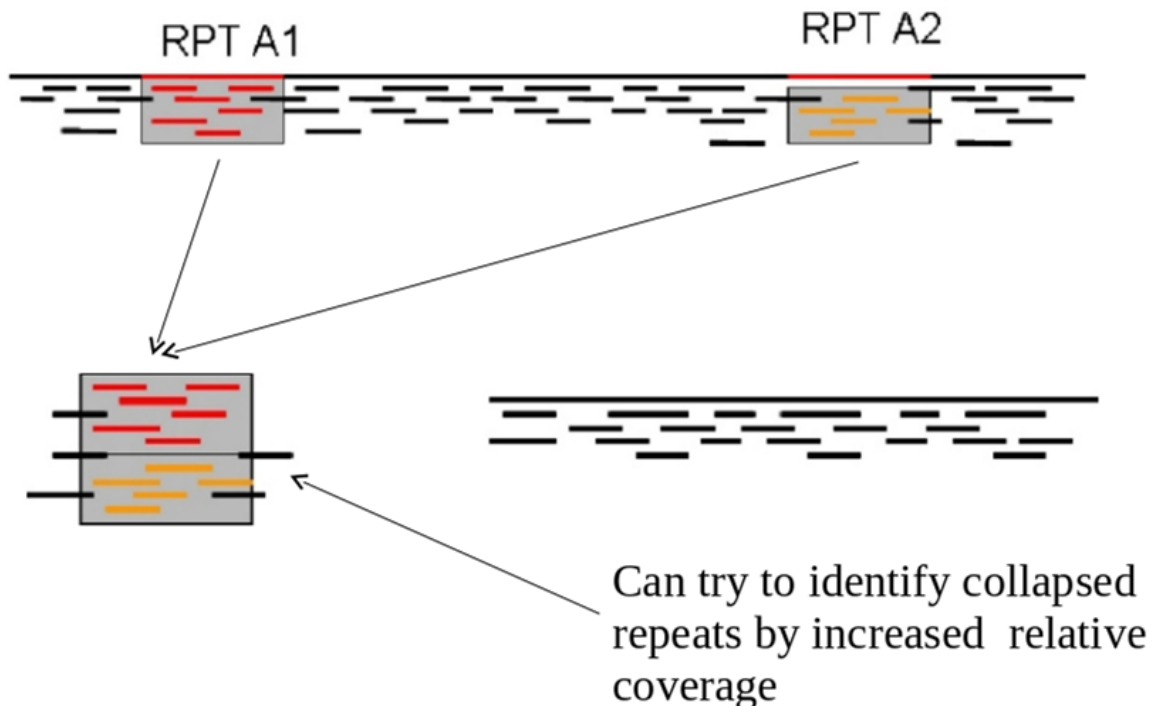 RPT A1
RPT A2
Can try to identify collapsed
repeats by increased relative
coverage